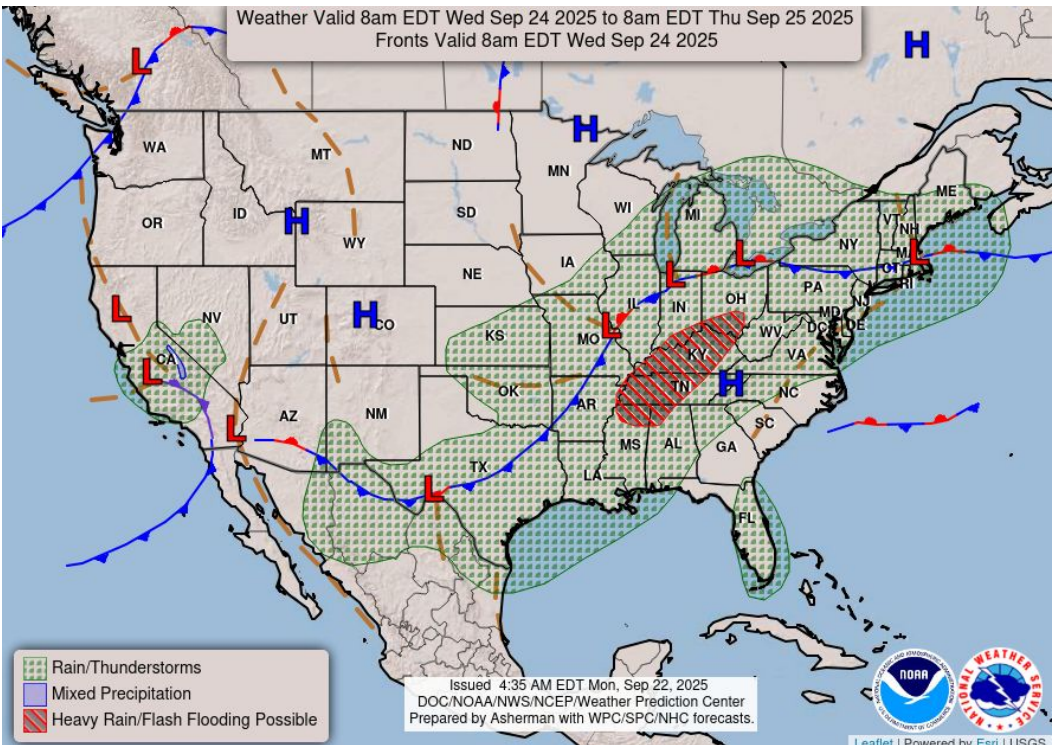 Weather Valid 8am EDT Wed Sep 24 2025 to 8am EDT Thu Sep 25 2025
Fronts Valid 8am EDT Wed Sep 24 2025
H
L
H
WA
MT
ND
MN
ME
WI
MI
VT
NH
OR
ID
H
SD
WY
NY
MA
L
L
CT
RI
L
IA
NE
L
PA
IL
IN
OH
NJ
MD
NV
UT
H
CO
DC
DE
L
WV
KS
MO
CA
KY
VA
L
H
OK
TN
NC
AR
AZ
NM
L
SC
MS
AL
GA
TX
LA
L
FL
Rain/Thunderstorms
Mixed Precipitation
Heavy Rain/Flash Flooding Possible
Issued 4:35 AM EDT Mon, Sep 22, 2025
DOC/NOAA/NWS/NCEP/Weather Prediction Center
Prepared by Asherman with WPC/SPC/NHC forecasts.
NOAA
NATIONAL WEATHER SERVICE
Leaflet | Powered by Esri | USGS